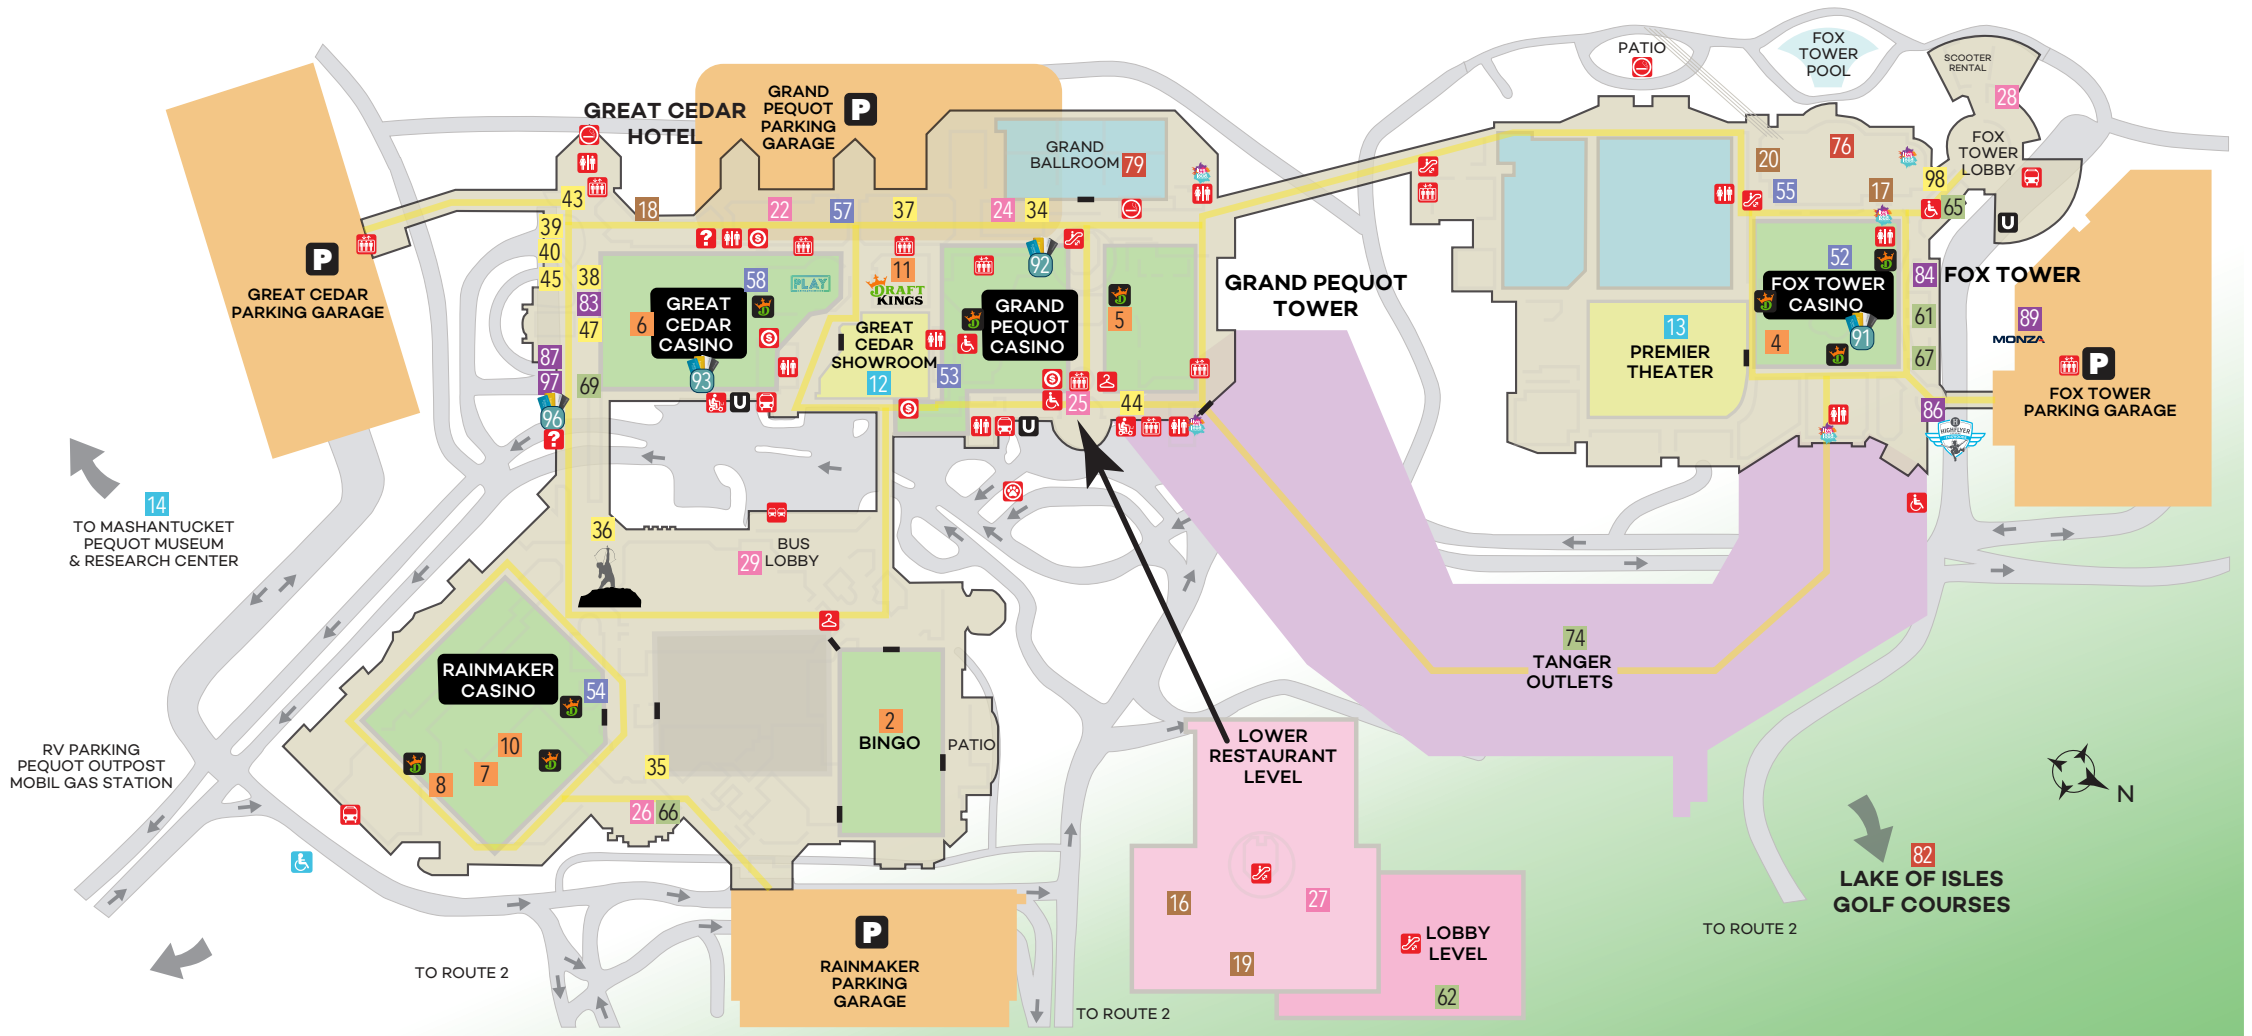 GREAT CEDAR
HOTEL
GRAND
PEQUOT
PARKING
GARAGE
P
GRAND
BALLROOM
79
PATIO
FOX
TOWER
POOL
SCOOTER
RENTAL
28
FOX
TOWER
LOBBY
20
76
55
17
98
65
U
43
18
22
57
37
24
34
39
40
45
38
83
47
87
97
69
96
?
?
P
GREAT CEDAR
PARKING GARAGE
58
PLAY
6
GREAT
CEDAR
CASINO
93
U
11
DRAFT
KINGS
GREAT
CEDAR
SHOWROOM
12
53
92
GRAND
PEQUOT
CASINO
5
25
44
U
GRAND PEQUOT
TOWER
13
PREMIER
THEATER
52
FOX TOWER
CASINO
4
91
84
FOX TOWER
61
67
86
HIGHFLYER
89
MONZA
P
FOX TOWER
PARKING GARAGE
14
TO MASHANTUCKET
PEQUOT MUSEUM
& RESEARCH CENTER
36
29
BUS
LOBBY
RAINMAKER
CASINO
54
10
7
8
2
BINGO
PATIO
35
26
66
RV PARKING
PEQUOT OUTPOST
MOBIL GAS STATION
74
TANGER
OUTLETS
LOWER
RESTAURANT
LEVEL
16
27
19
LOBBY
LEVEL
62
N
82
LAKE OF ISLES
GOLF COURSES
TO ROUTE 2
P
RAINMAKER
PARKING
GARAGE
TO ROUTE 2
TO ROUTE 2